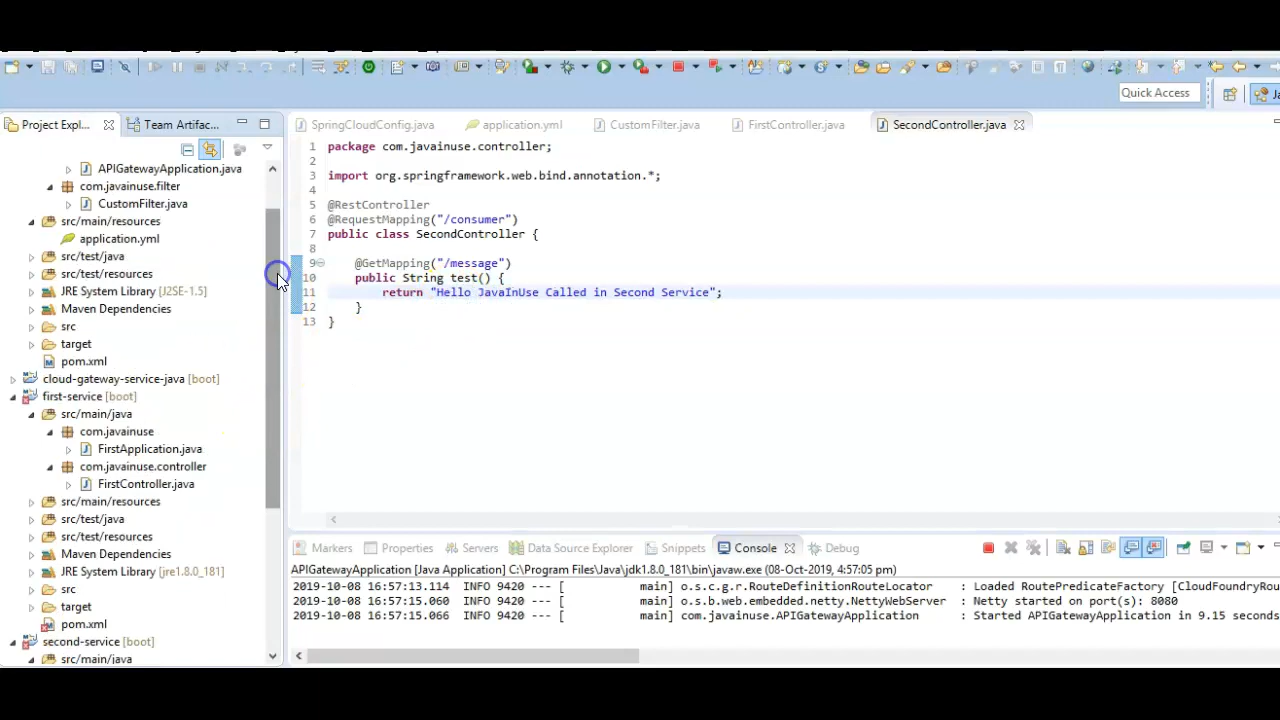 Quick Access
Ja
Project Expl...
Team Artifac...
SpringCloudConfig.java
application.yml
CustomFilter.java
FirstController.java
SecondController.java
APIGatewayApplication.java
com.javainuse.filter
CustomFilter.java
src/main/resources
application.yml
src/test/java
src/test/resources
JRE System Library [J2SE-1.5]
Maven Dependencies
src
target
pom.xml
cloud-gateway-service-java [boot]
first-service [boot]
src/main/java
com.javainuse
FirstApplication.java
com.javainuse.controller
FirstController.java
src/main/resources
src/test/java
src/test/resources
Maven Dependencies
JRE System Library [jre1.8.0_181]
src
target
pom.xml
second-service [boot]
src/main/java
1 package com.javainuse.controller;
2
3 import org.springframework.web.bind.annotation.*;
4
5 @RestController
6 @RequestMapping("/consumer")
7 public class SecondController {
8
9 @GetMapping("/message")
10 public String test() {
11 return "Hello JavaInUse Called in Second Service";
12 }
13 }
Markers
Properties
Servers
Data Source Explorer
Snippets
Console
Debug
APIGatewayApplication [Java Application] C:\Program Files\Java\jdk1.8.0_181\bin\javaw.exe (08-Oct-2019, 4:57:05 pm)
2019-10-08 16:57:13.114 INFO 9420 --- [ main] o.s.c.g.r.RouteDefinitionRouteLocator : Loaded RoutePredicateFactory [CloudFoundryRou
2019-10-08 16:57:15.060 INFO 9420 --- [ main] o.s.b.web.embedded.netty.NettyWebServer : Netty started on port(s): 8080
2019-10-08 16:57:15.066 INFO 9420 --- [ main] com.javainuse.APIGatewayApplication : Started APIGatewayApplication in 9.15 seconds